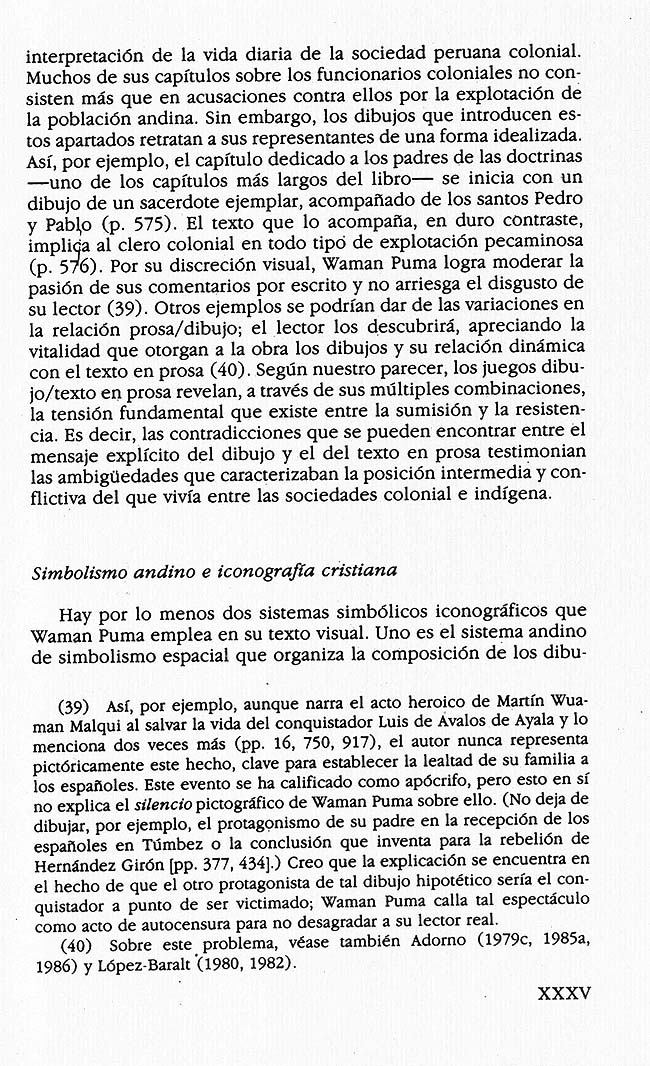 interpretación de la vida diaria de la sociedad peruana colonial.
Muchos de sus capítulos sobre los funcionarios coloniales no con-
sisten más que en acusaciones contra ellos por la explotación de
la población andina. Sin embargo, los dibujos que introducen es-
tos apartados retratan a sus representantes de una forma idealizada.
Así, por ejemplo, el capítulo dedicado a los padres de las doctrinas
—uno de los capítulos más largos del libro— se inicia con un
dibujo de un sacerdote ejemplar, acompañado de los santos Pedro
y Pablo (p. 575). El texto que lo acompaña, en duro contraste,
implica al clero colonial en todo tipo de explotación pecaminosa
(p. 576). Por su discreción visual, Waman Puma logra moderar la
pasión de sus comentarios por escrito y no arriesga el disgusto de
su lector (39). Otros ejemplos se podrían dar de las variaciones en
la relación prosa/dibujo; el lector los descubrirá, apreciando la
vitalidad que otorgan a la obra los dibujos y su relación dinámica
con el texto en prosa (40). Según nuestro parecer, los juegos dibu-
jo/texto en prosa revelan, a través de sus múltiples combinaciones,
la tensión fundamental que existe entre la sumisión y la resisten-
cia. Es decir, las contradicciones que se pueden encontrar entre el
mensaje explícito del dibujo y el del texto en prosa testimonian
las ambigüedades que caracterizaban la posición intermedia y con-
flictiva del que vivía entre las sociedades colonial e indígena.
Simbolismo andino e iconografía cristiana
Hay por lo menos dos sistemas simbólicos iconográficos que
Waman Puma emplea en su texto visual. Uno es el sistema andino
de simbolismo espacial que organiza la composición de los dibu-
(39) Así, por ejemplo, aunque narra el acto heroico de Martín Wua-
man Malqui al salvar la vida del conquistador Luis de Avalos de Ayala y lo
menciona dos veces más (pp. 16, 750, 917), el autor nunca representa
pictóricamente este hecho, clave para establecer la lealtad de su familia a
los españoles. Este evento se ha calificado como apócrifo, pero esto en sí
no explica el silencio pictográfico de Waman Puma sobre ello. (No deja de
dibujar, por ejemplo, el protagonismo de su padre en la recepción de los
españoles en Túmbez o la conclusión que inventa para la rebelión de
Hernández Girón [pp. 377, 434].) Creo que la explicación se encuentra en
el hecho de que el otro protagonista de tal dibujo hipotético sería el con-
quistador a punto de ser victimado; Waman Puma calla tal espectáculo
como acto de autocensura para no desagradar a su lector real.
(40) Sobre este problema, véase también Adorno (1979c, 1985a,
1986) y López-Baralt (1980, 1982).
XXXV